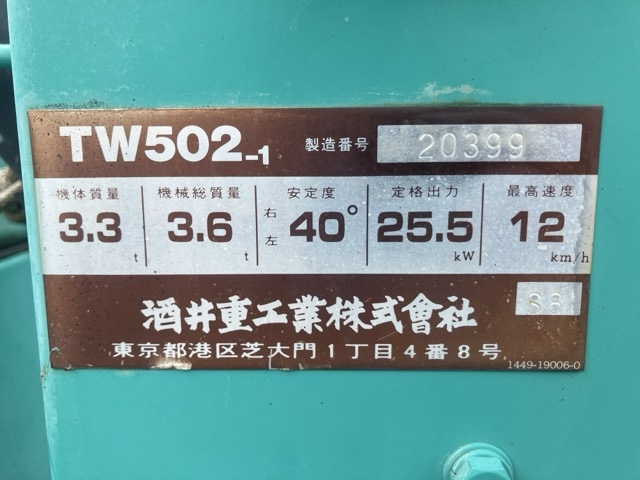 TW502-1 製造番号 20399
機体質量 機械総質量 安定度 定格出力 最高速度
3.3 t 3.6 t 右左 40° 25.5 kW 12 km/h
S8
酒井重工業株式會社
東京都港区芝大門1丁目4番8号
1449-19006-0